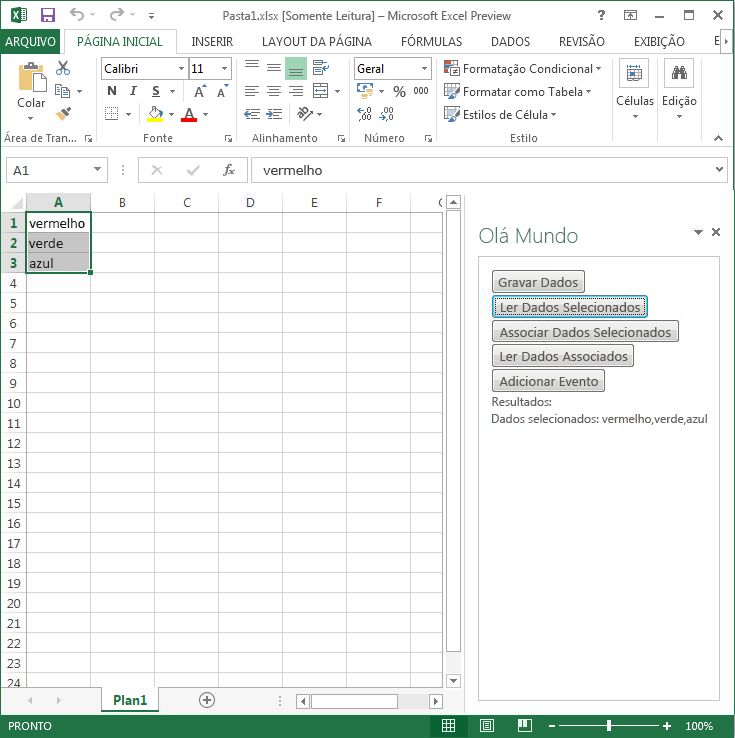 Pasta1.xlsx [Somente Leitura] – Microsoft Excel Preview
ARQUIVO PÁGINA INICIAL INSERIR LAYOUT DA PÁGINA FÓRMULAS DADOS REVISÃO EXIBIÇÃO E
Calibri 11 Geral Formatação Condicional
N I S % 000 Formatar como Tabela
Colar Estilos de Célula Células Edição
Área de Tran... Fonte Alinhamento Número Estilo
A1 fx vermelho
A B C D E F
1 vermelho
2 verde
3 azul
4
5
6
7
8
9
10
11
12
13
14
15
16
17
18
19
20
21
22
23
24
Olá Mundo
Gravar Dados
Ler Dados Selecionados
Associar Dados Selecionados
Ler Dados Associados
Adicionar Evento
Resultados:
Dados selecionados: vermelho,verde,azul
Plan1
PRONTO 100%